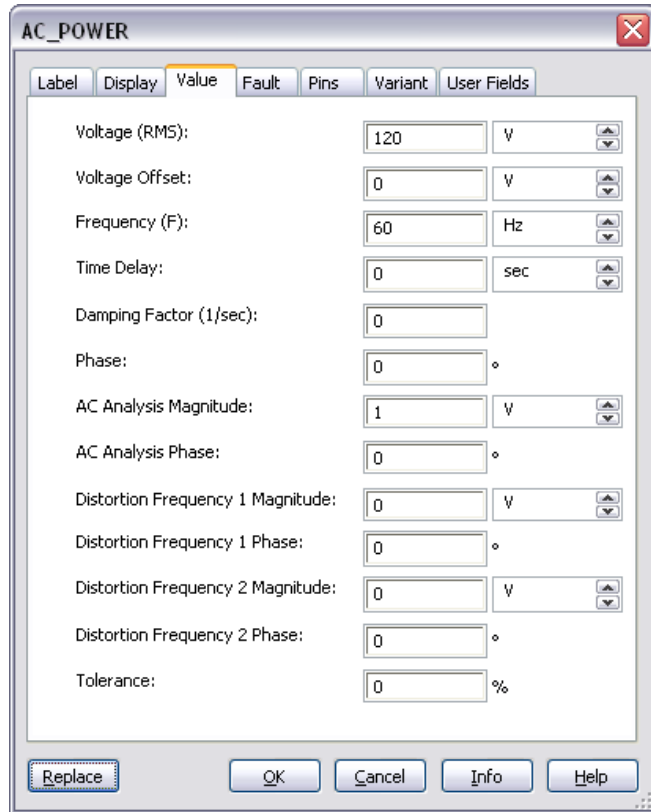 AC_POWER
Label Display Value Fault Pins Variant User Fields
Voltage (RMS): 120 V
Voltage Offset: 0 V
Frequency (F): 60 Hz
Time Delay: 0 sec
Damping Factor (1/sec): 0
Phase: 0 °
AC Analysis Magnitude: 1 V
AC Analysis Phase: 0 °
Distortion Frequency 1 Magnitude: 0 V
Distortion Frequency 1 Phase: 0 °
Distortion Frequency 2 Magnitude: 0 V
Distortion Frequency 2 Phase: 0 °
Tolerance: 0 %
Replace OK Cancel Info Help